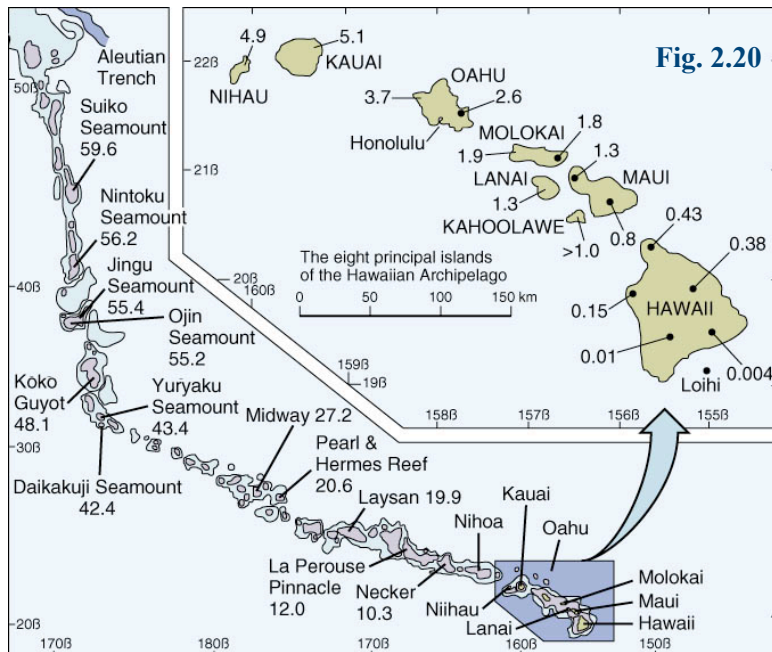 Fig. 2.20
Aleutian
Trench
50ß
Suiko
Seamount
59.6
Nintoku
Seamount
56.2
40ß
Jingu
Seamount
55.4
Ojin
Seamount
55.2
Koko
Guyot
48.1
Yuryaku
Seamount
43.4
30ß
Daikakuji Seamount
42.4
Midway 27.2
Pearl &
Hermes Reef
20.6
Laysan 19.9
La Perouse
Pinnacle
12.0
Necker
10.3
Nihoa
Kauai
Oahu
Niihau
Molokai
Maui
Lanai
Hawaii
20ß
170ß
180ß
170ß
160ß
150ß
22ß
4.9
NIHAU
5.1
KAUAI
OAHU
3.7
2.6
Honolulu
21ß
MOLOKAI
1.8
1.9
1.3
LANAI
MAUI
1.3
KAHOOLAWE
>1.0
0.8
0.43
0.38
0.15
HAWAII
0.01
0.004
Loihi
The eight principal islands
of the Hawaiian Archipelago
0 50 100 150 km
20ß
160ß
159ß
19ß
158ß
157ß
156ß
155ß